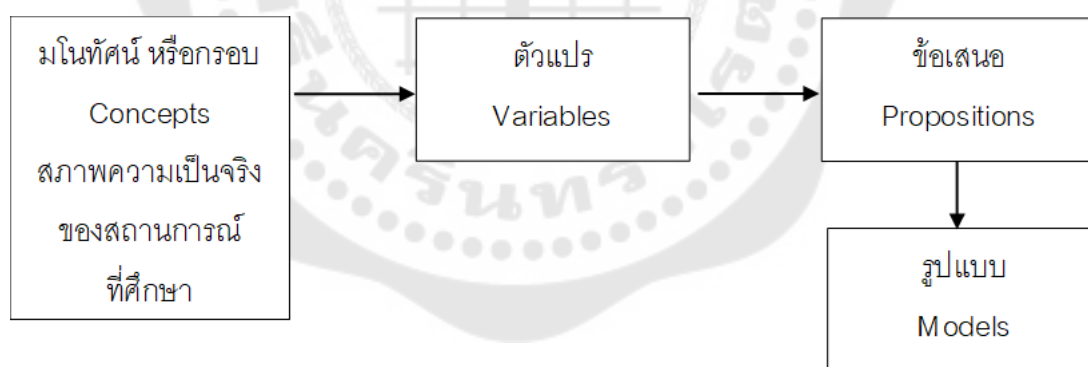 มโนทัศน์ หรือกรอบ
Concepts
สภาพความเป็นจริง
ของสถานการณ์
ที่ศึกษา
ตัวแปร
Variables
ข้อเสนอ
Propositions
รูปแบบ
Models